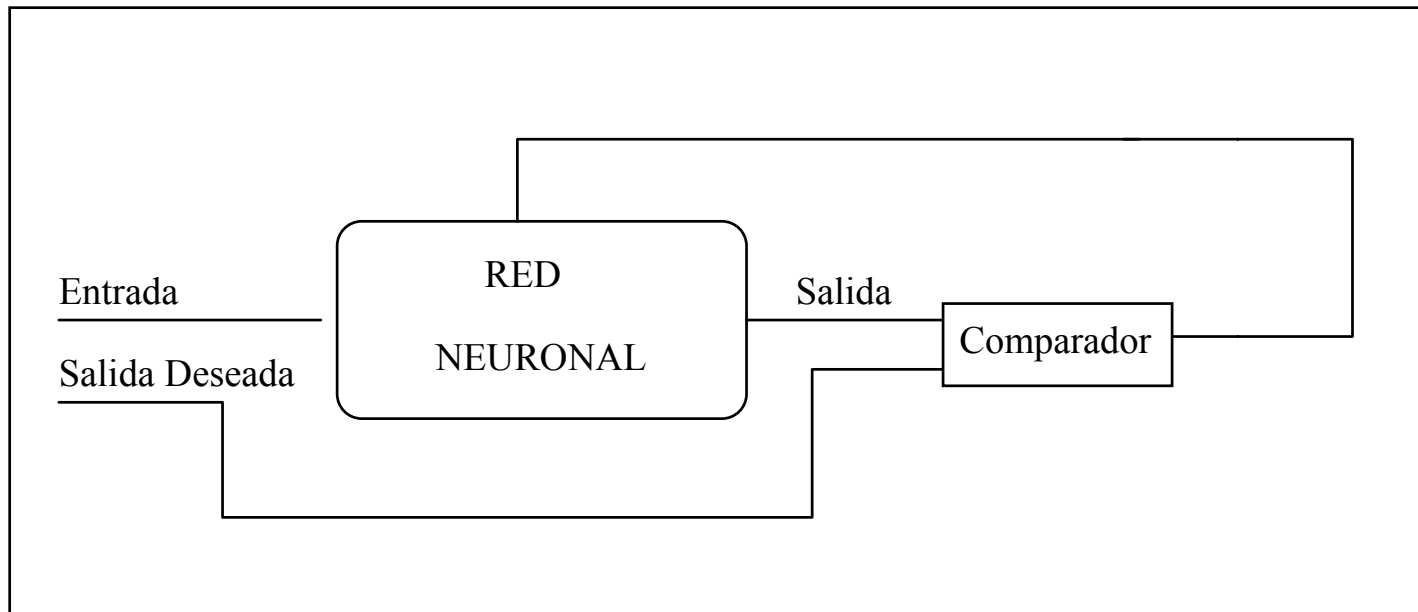 Entrada
Salida Deseada
RED
NEURONAL
Salida
Comparador